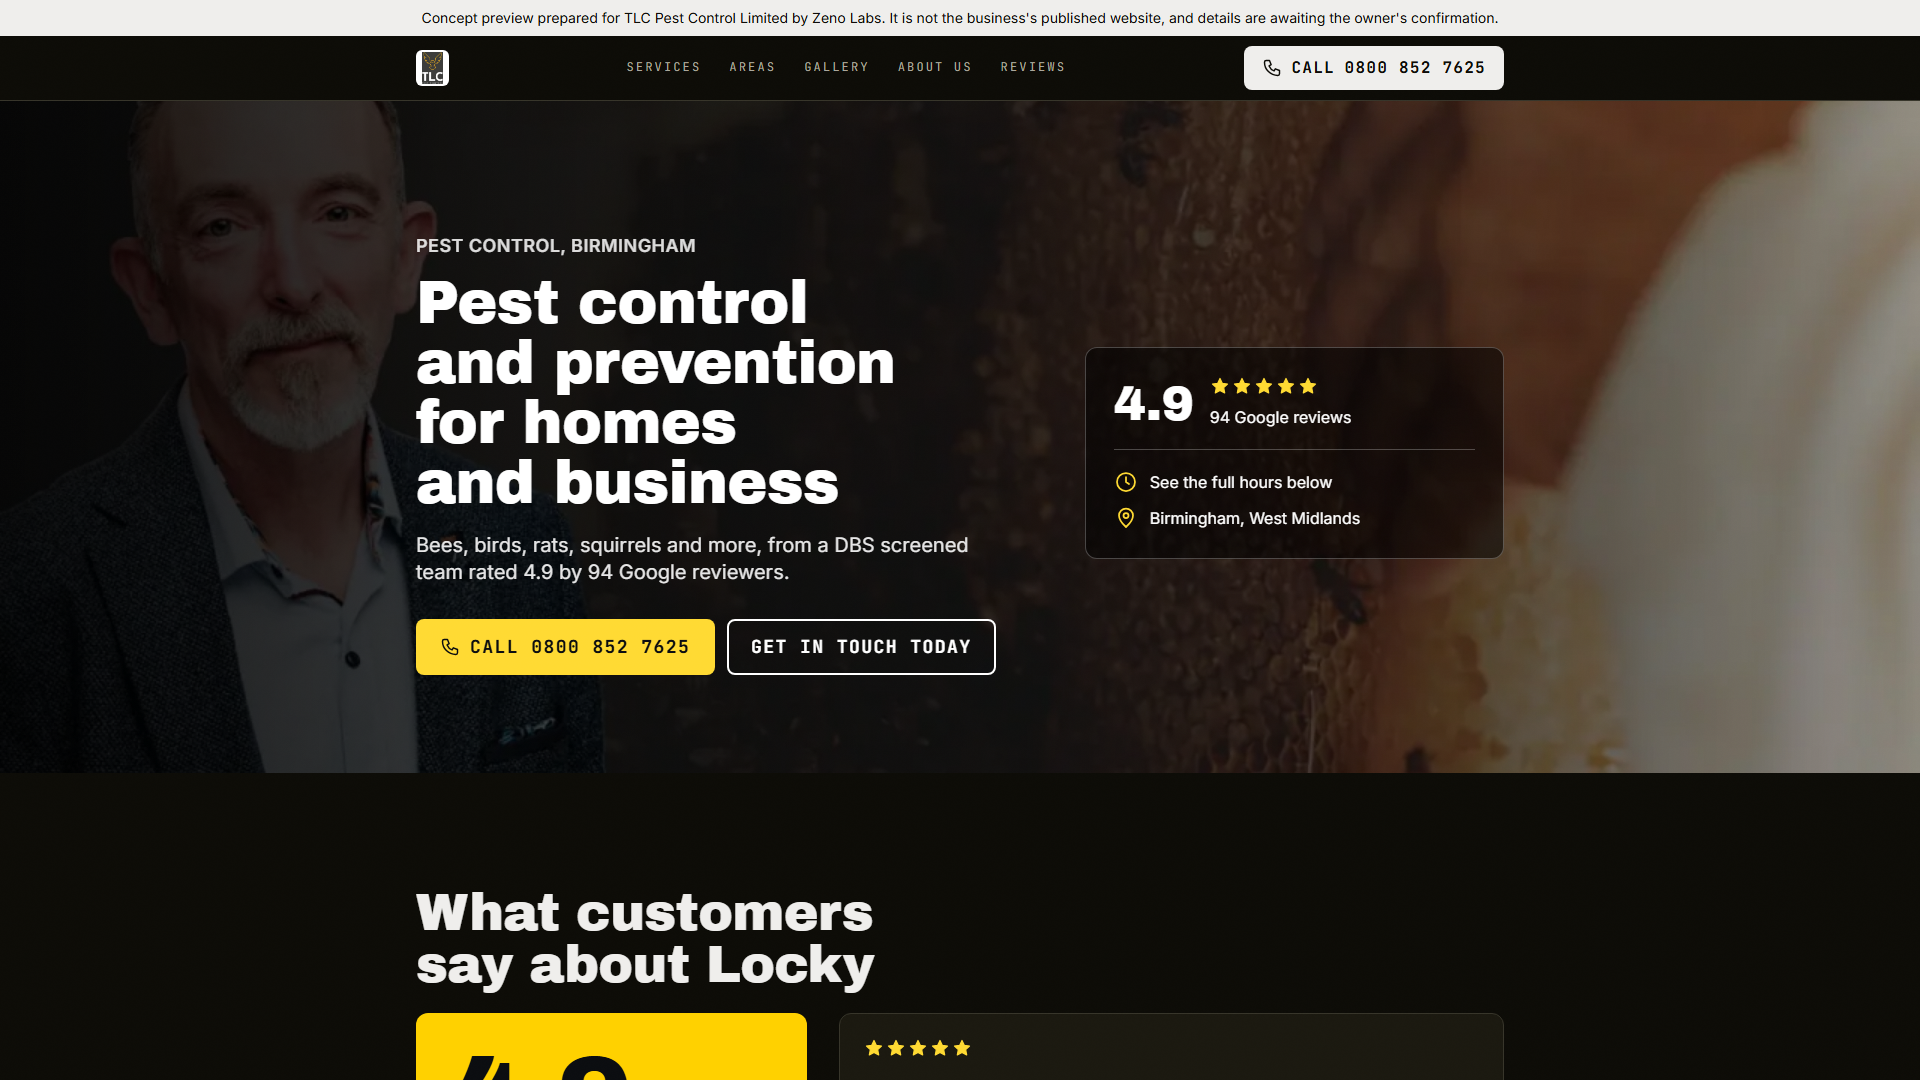 Concept preview prepared for TLC Pest Control Limited by Zeno Labs. It is not the business's published website, and details are awaiting the owner's confirmation.
TLC
SERVICES
AREAS
GALLERY
ABOUT US
REVIEWS
CALL 0800 852 7625
PEST CONTROL, BIRMINGHAM
Pest control
and prevention
for homes
and business
Bees, birds, rats, squirrels and more, from a DBS screened
team rated 4.9 by 94 Google reviewers.
CALL 0800 852 7625
GET IN TOUCH TODAY
4.9
94 Google reviews
See the full hours below
Birmingham, West Midlands
What customers
say about Locky
4.9